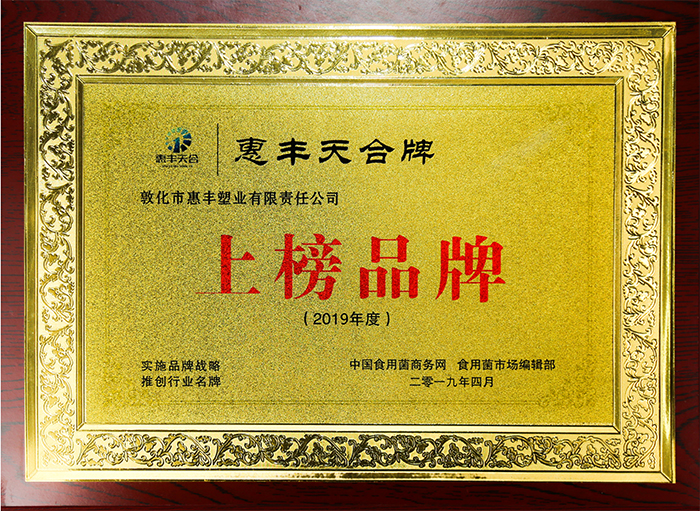 惠丰天合
惠丰天合牌
敦化市惠丰塑业有限责任公司
上榜品牌
（2019年度）
实施品牌战略
推创行业名牌
中国食用菌商务网 食用菌市场编辑部
二零一九年四月